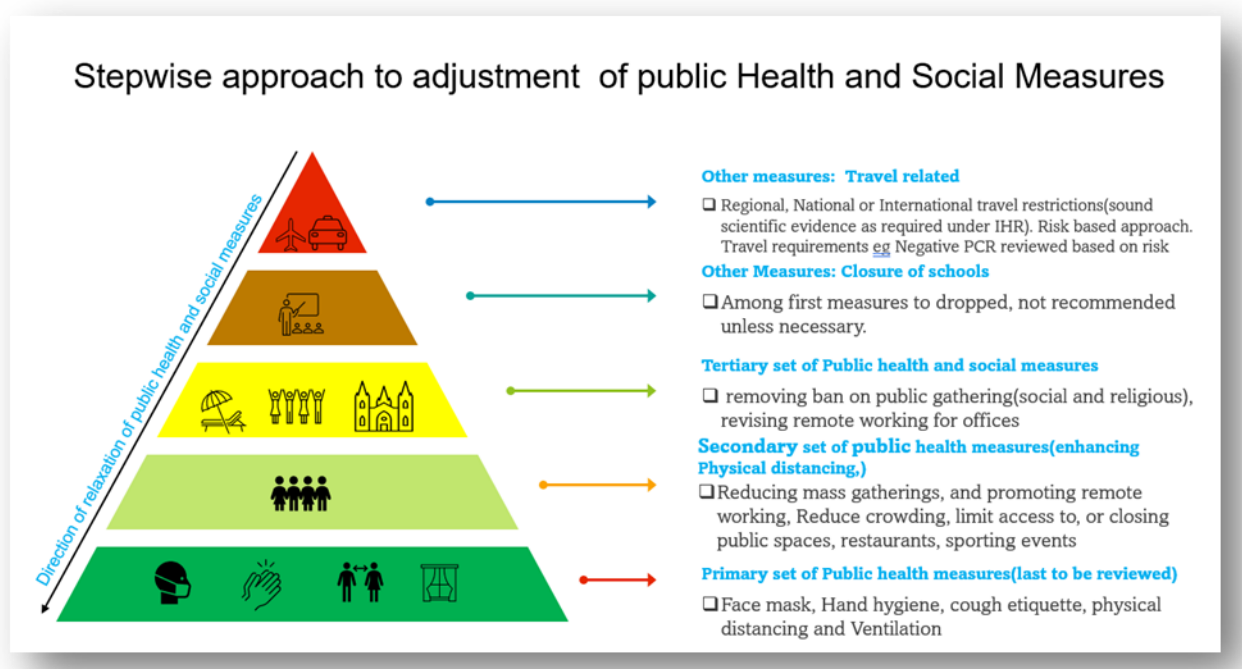 Stepwise approach to adjustment of public Health and Social Measures
Direction of relaxation of public health and social measures
Other measures: Travel related
Regional, National or International travel restrictions(sound
scientific evidence as required under IHR). Risk based approach.
Travel requirements eg Negative PCR reviewed based on risk
Other Measures: Closure of schools
Among first measures to dropped, not recommended
unless necessary.
Tertiary set of Public health and social measures
removing ban on public gathering(social and religious),
revising remote working for offices
Secondary set of public health measures(enhancing
Physical distancing,)
Reducing mass gatherings, and promoting remote
working, Reduce crowding, limit access to, or closing
public spaces, restaurants, sporting events
Primary set of Public health measures(last to be reviewed)
Face mask, Hand hygiene, cough etiquette, physical
distancing and Ventilation